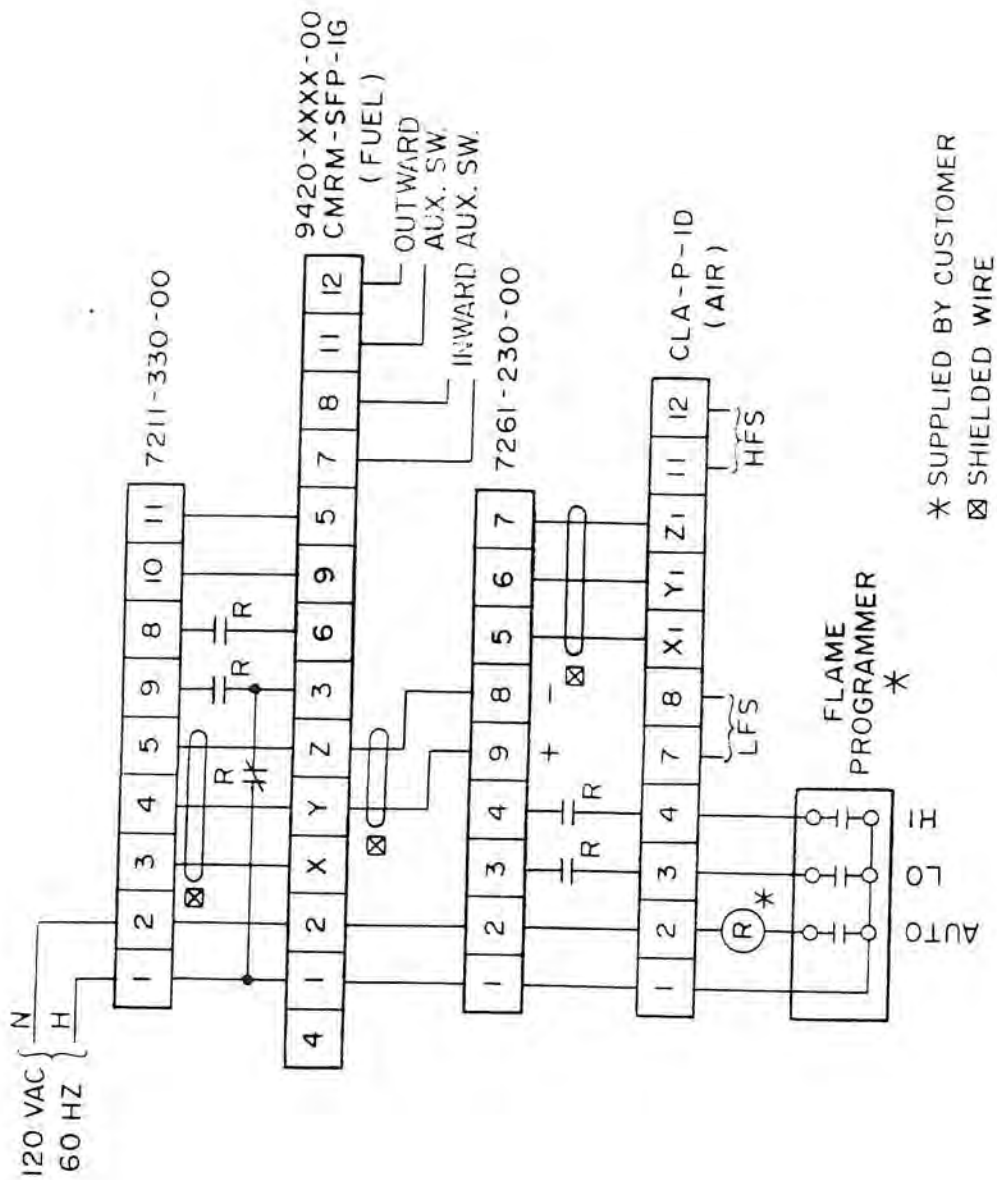 120 VAC { N
60 HZ { H
1 2 3 4 5 9 8 10 11 7211-330-00
R R R
4 1 2 X Y Z 3 6 9 5 7 8 11 12
9420-XXXX-00
CMRM-SFP-1G
(FUEL)
OUTWARD
AUX. SW.
INWARD AUX. SW.
1 2 3 4 9 8 5 6 7 7261-230-00
+ −
R R
1 2 3 4 7 8 X1 Y1 Z1 11 12 CLA-P-1D
(AIR)
LFS HFS
R *
AUTO LO HI
FLAME
PROGRAMMER
*
* SUPPLIED BY CUSTOMER
⊠ SHIELDED WIRE